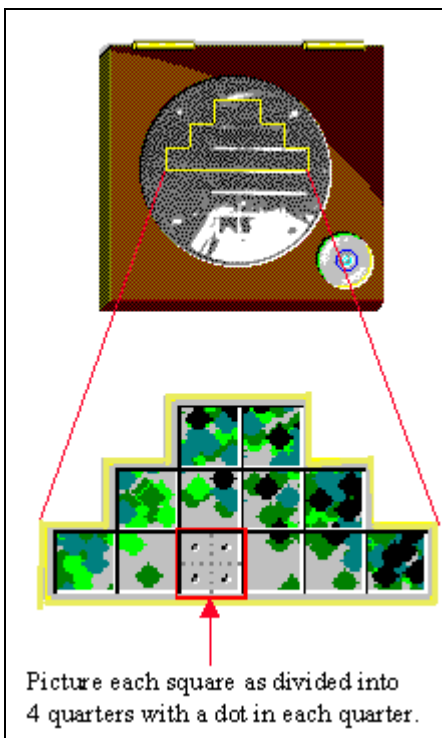 Picture each square as divided into
4 quarters with a dot in each quarter.